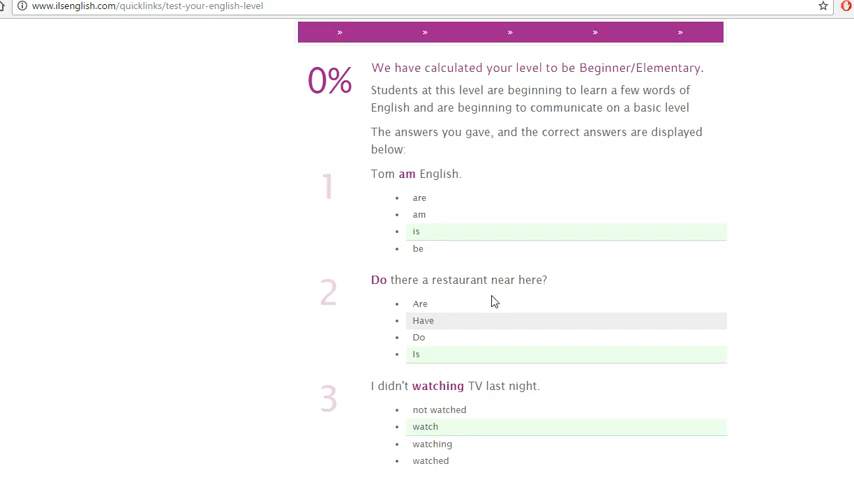 www.ilsenglish.com/quicklinks/test-your-english-level
» » » » »
0%
We have calculated your level to be Beginner/Elementary.
Students at this level are beginning to learn a few words of
English and are beginning to communicate on a basic level
The answers you gave, and the correct answers are displayed
below:
1
Tom am English.
• are
• am
• is
• be
2
Do there a restaurant near here?
• Are
• Have
• Do
• Is
3
I didn't watching TV last night.
• not watched
• watch
• watching
• watched